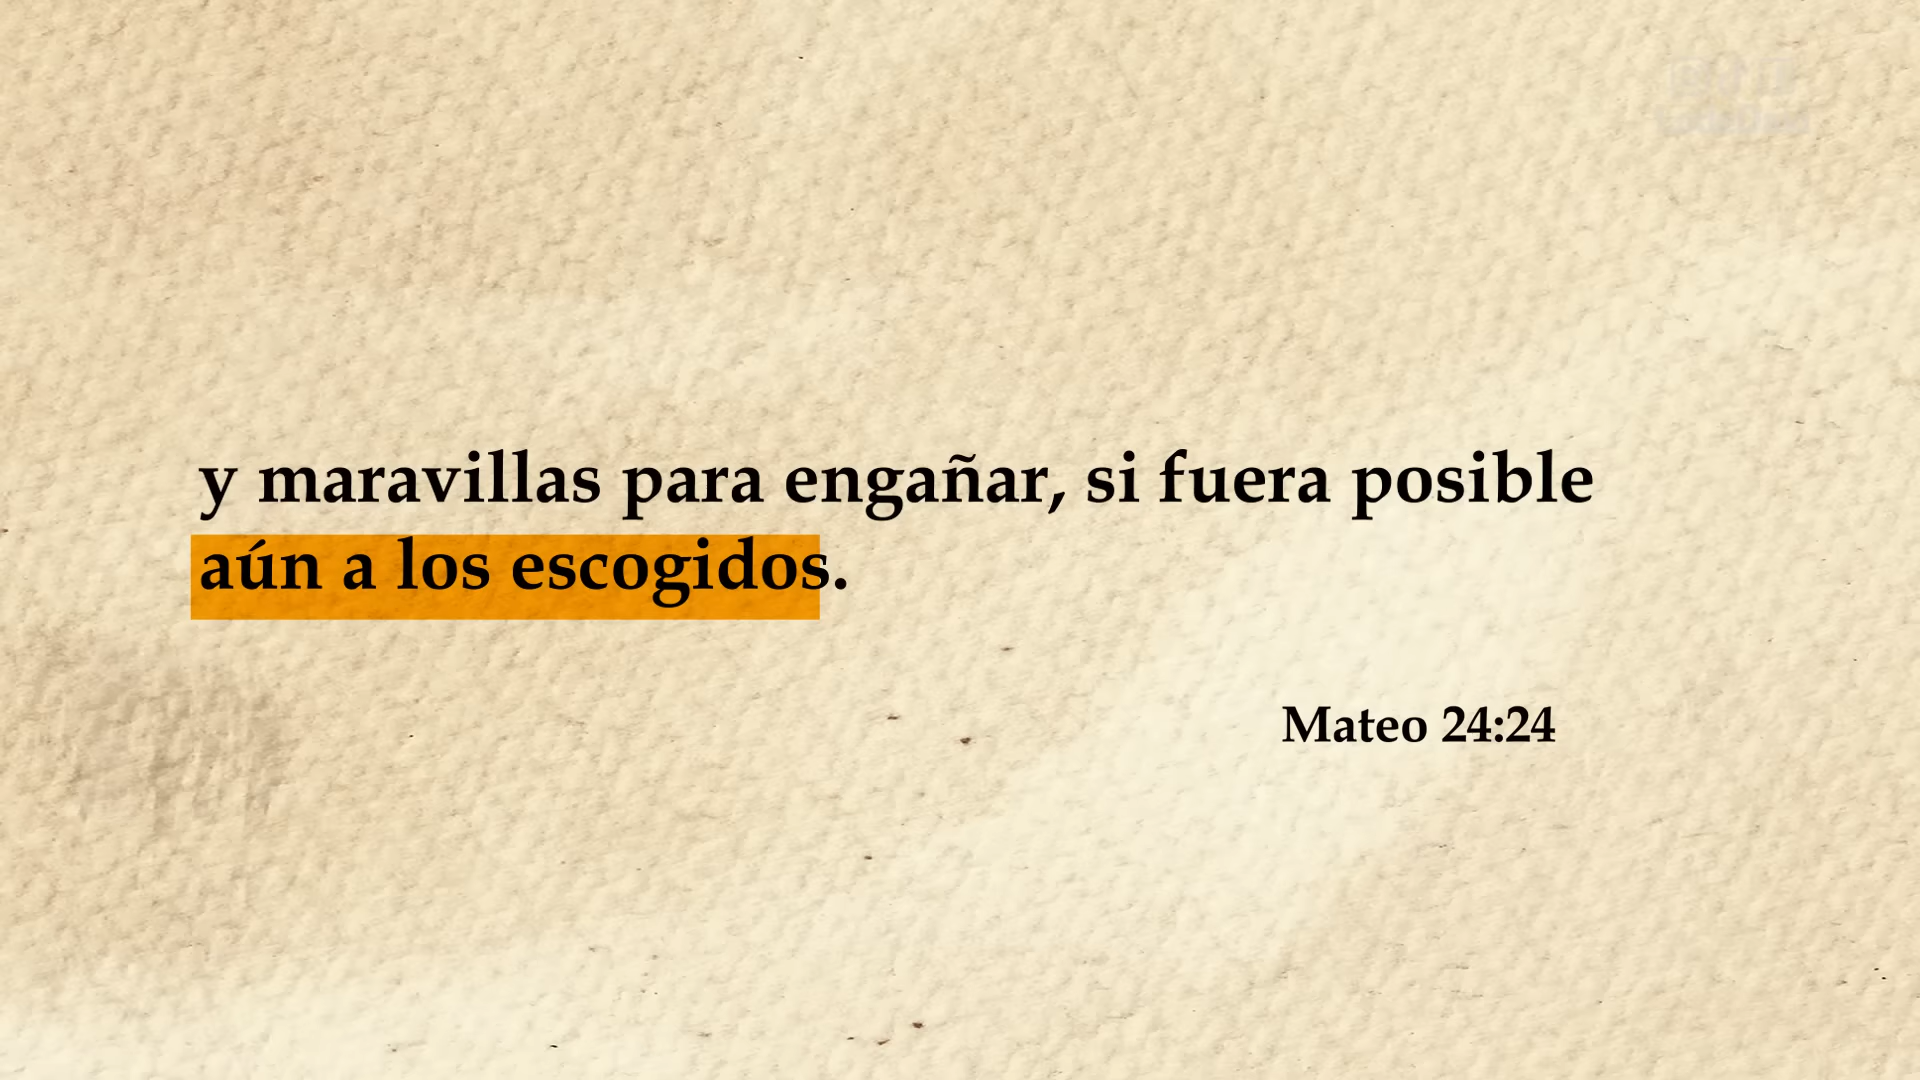 y maravillas para engañar, si fuera posible
aún a los escogidos.
Mateo 24:24